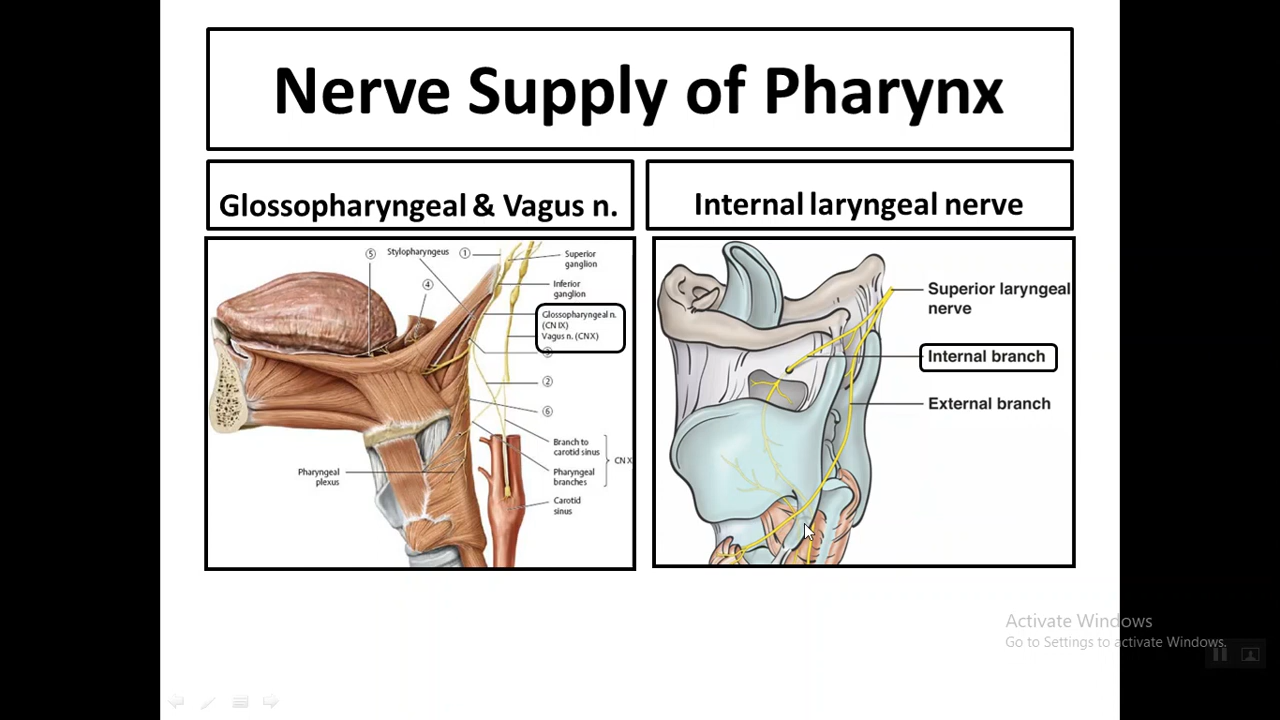 Nerve Supply of Pharynx
Glossopharyngeal & Vagus n.
Internal laryngeal nerve
5
Stylopharyngeus
1
Superior
ganglion
4
Inferior
ganglion
Glossopharyngeal n.
(CN IX)
Vagus n. (CNX)
2
6
Branch to
carotid sinus
CN X
Pharyngeal
branches
Pharyngeal
plexus
Carotid
sinus
Superior laryngeal
nerve
Internal branch
External branch
Activate Windows
Go to Settings to activate Windows.